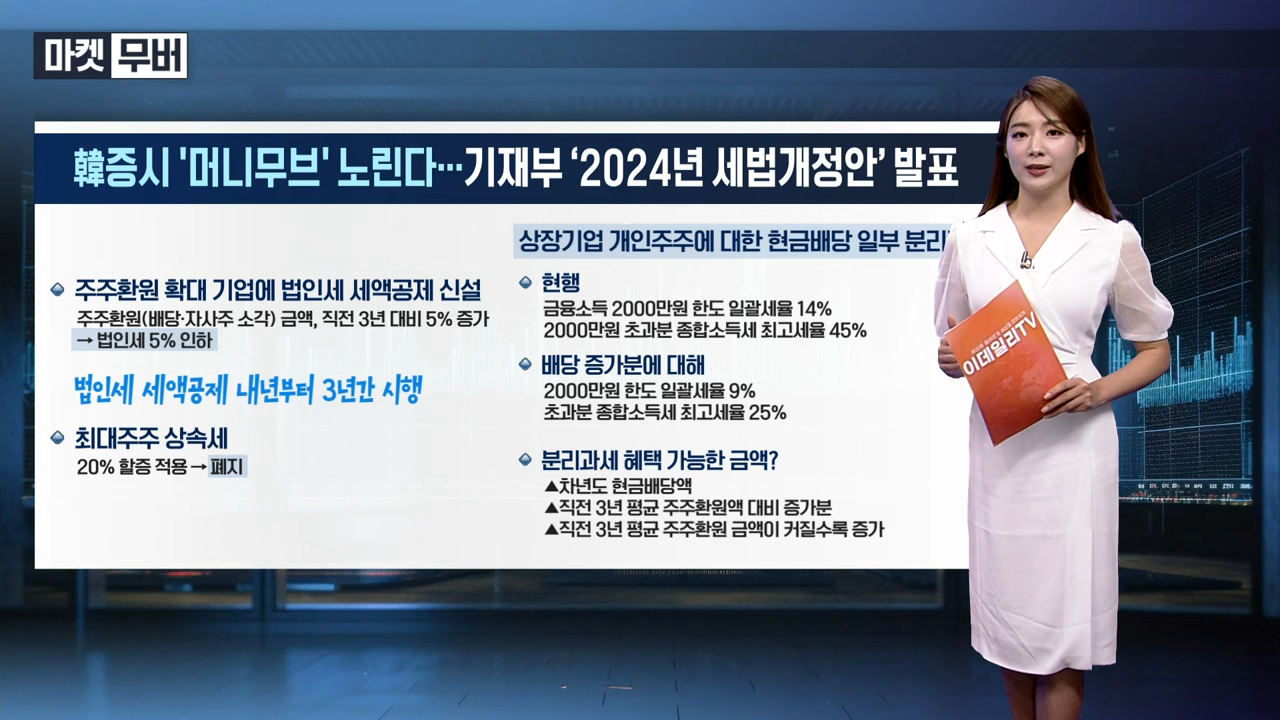 마켓무버
韓증시 '머니무브' 노린다…기재부 ‘2024년 세법개정안’ 발표
주주환원 확대 기업에 법인세 세액공제 신설
주주환원(배당·자사주 소각) 금액, 직전 3년 대비 5% 증가
→ 법인세 5% 인하
법인세 세액공제 내년부터 3년간 시행
최대주주 상속세
20% 할증 적용 → 폐지
상장기업 개인주주에 대한 현금배당 일부 분리
현행
금융소득 2000만원 한도 일괄세율 14%
2000만원 초과분 종합소득세 최고세율 45%
배당 증가분에 대해
2000만원 한도 일괄세율 9%
초과분 종합소득세 최고세율 25%
분리과세 혜택 가능한 금액?
▲차년도 현금배당액
▲직전 3년 평균 주주환원액 대비 증가분
▲직전 3년 평균 주주환원 금액이 커질수록 증가
이데일리TV